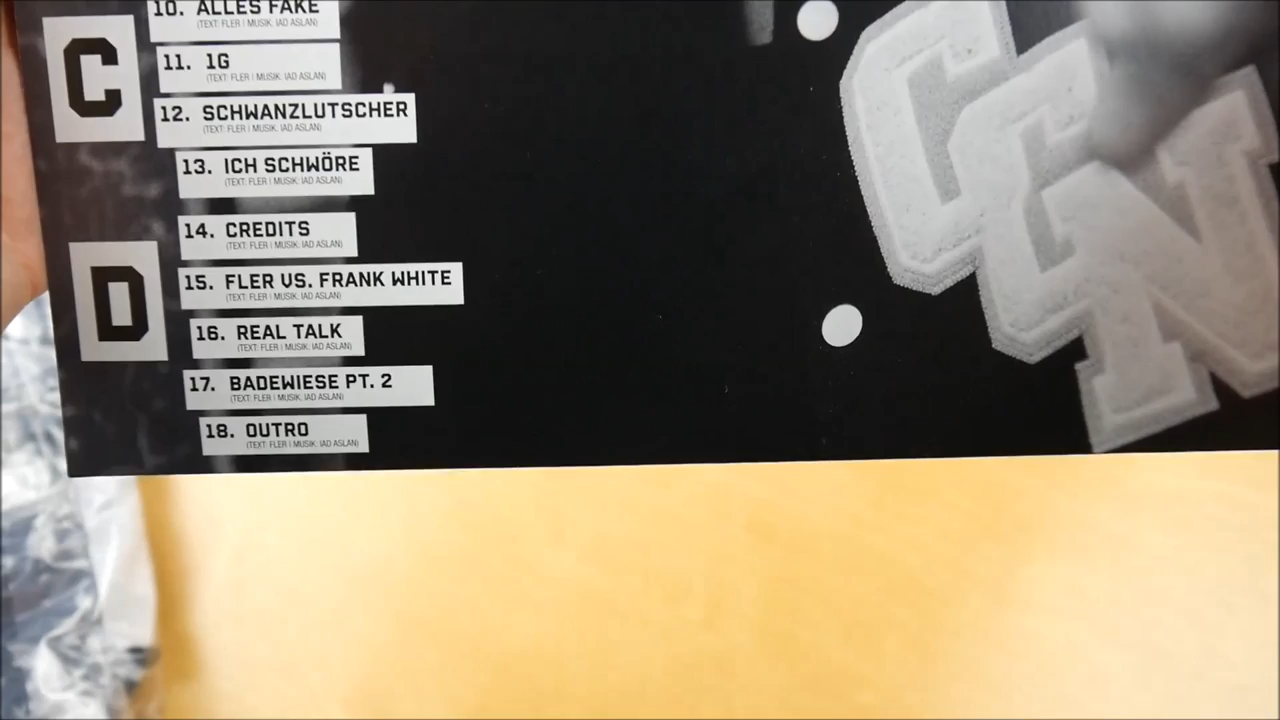 10. ALLES FAKE
(TEXT: FLER | MUSIK: IAD ASLAN)
C
11. 1G
(TEXT: FLER | MUSIK: IAD ASLAN)
12. SCHWANZLUTSCHER
(TEXT: FLER | MUSIK: IAD ASLAN)
13. ICH SCHWÖRE
(TEXT: FLER | MUSIK: IAD ASLAN)
14. CREDITS
(TEXT: FLER | MUSIK: IAD ASLAN)
D
15. FLER VS. FRANK WHITE
(TEXT: FLER | MUSIK: IAD ASLAN)
16. REAL TALK
(TEXT: FLER | MUSIK: IAD ASLAN)
17. BADEWIESE PT. 2
(TEXT: FLER | MUSIK: IAD ASLAN)
18. OUTRO
(TEXT: FLER | MUSIK: IAD ASLAN)
CCN